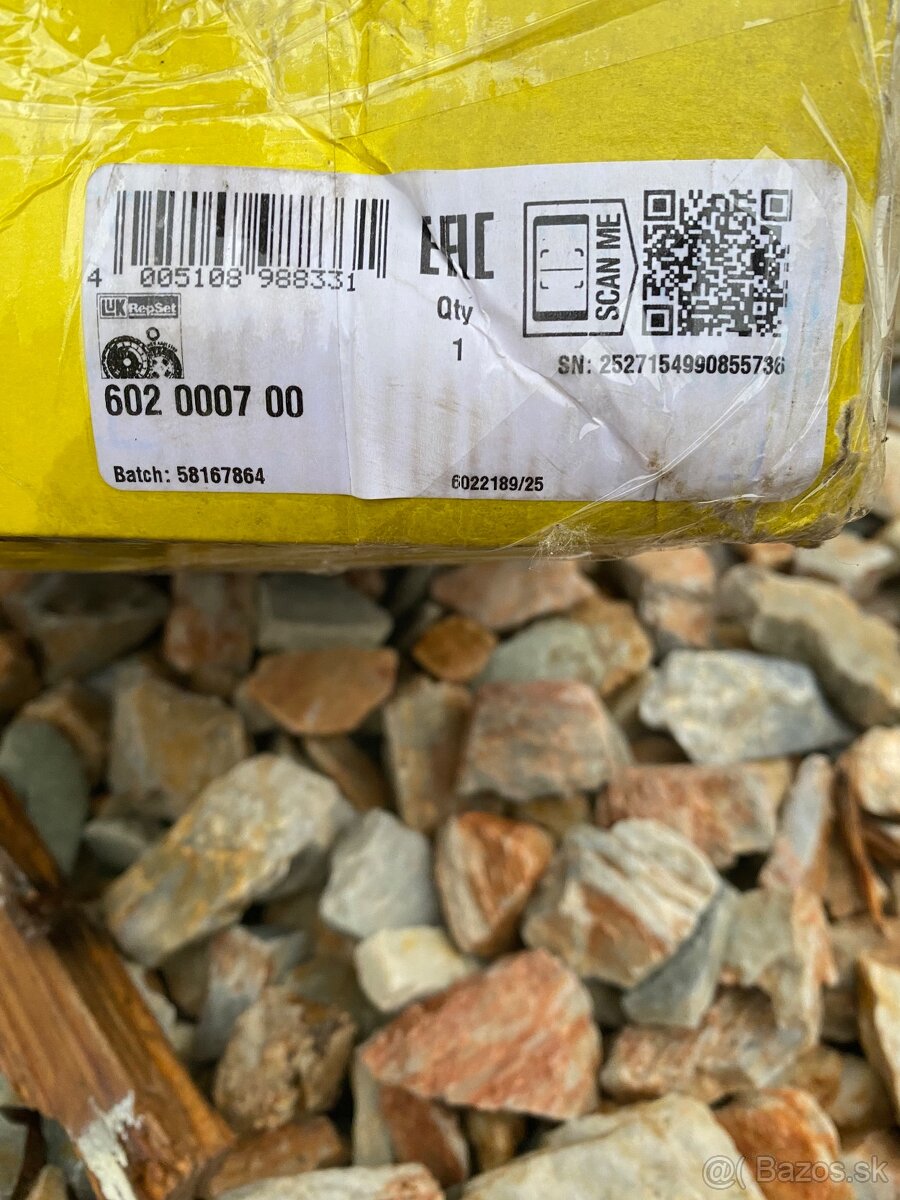 4 005108 988331
EAC
SCAN ME
LuK RepSet
Qty
1
SN: 2527154990855736
602 0007 00
Batch: 58167864
6022189/25
@( Bazos.sk